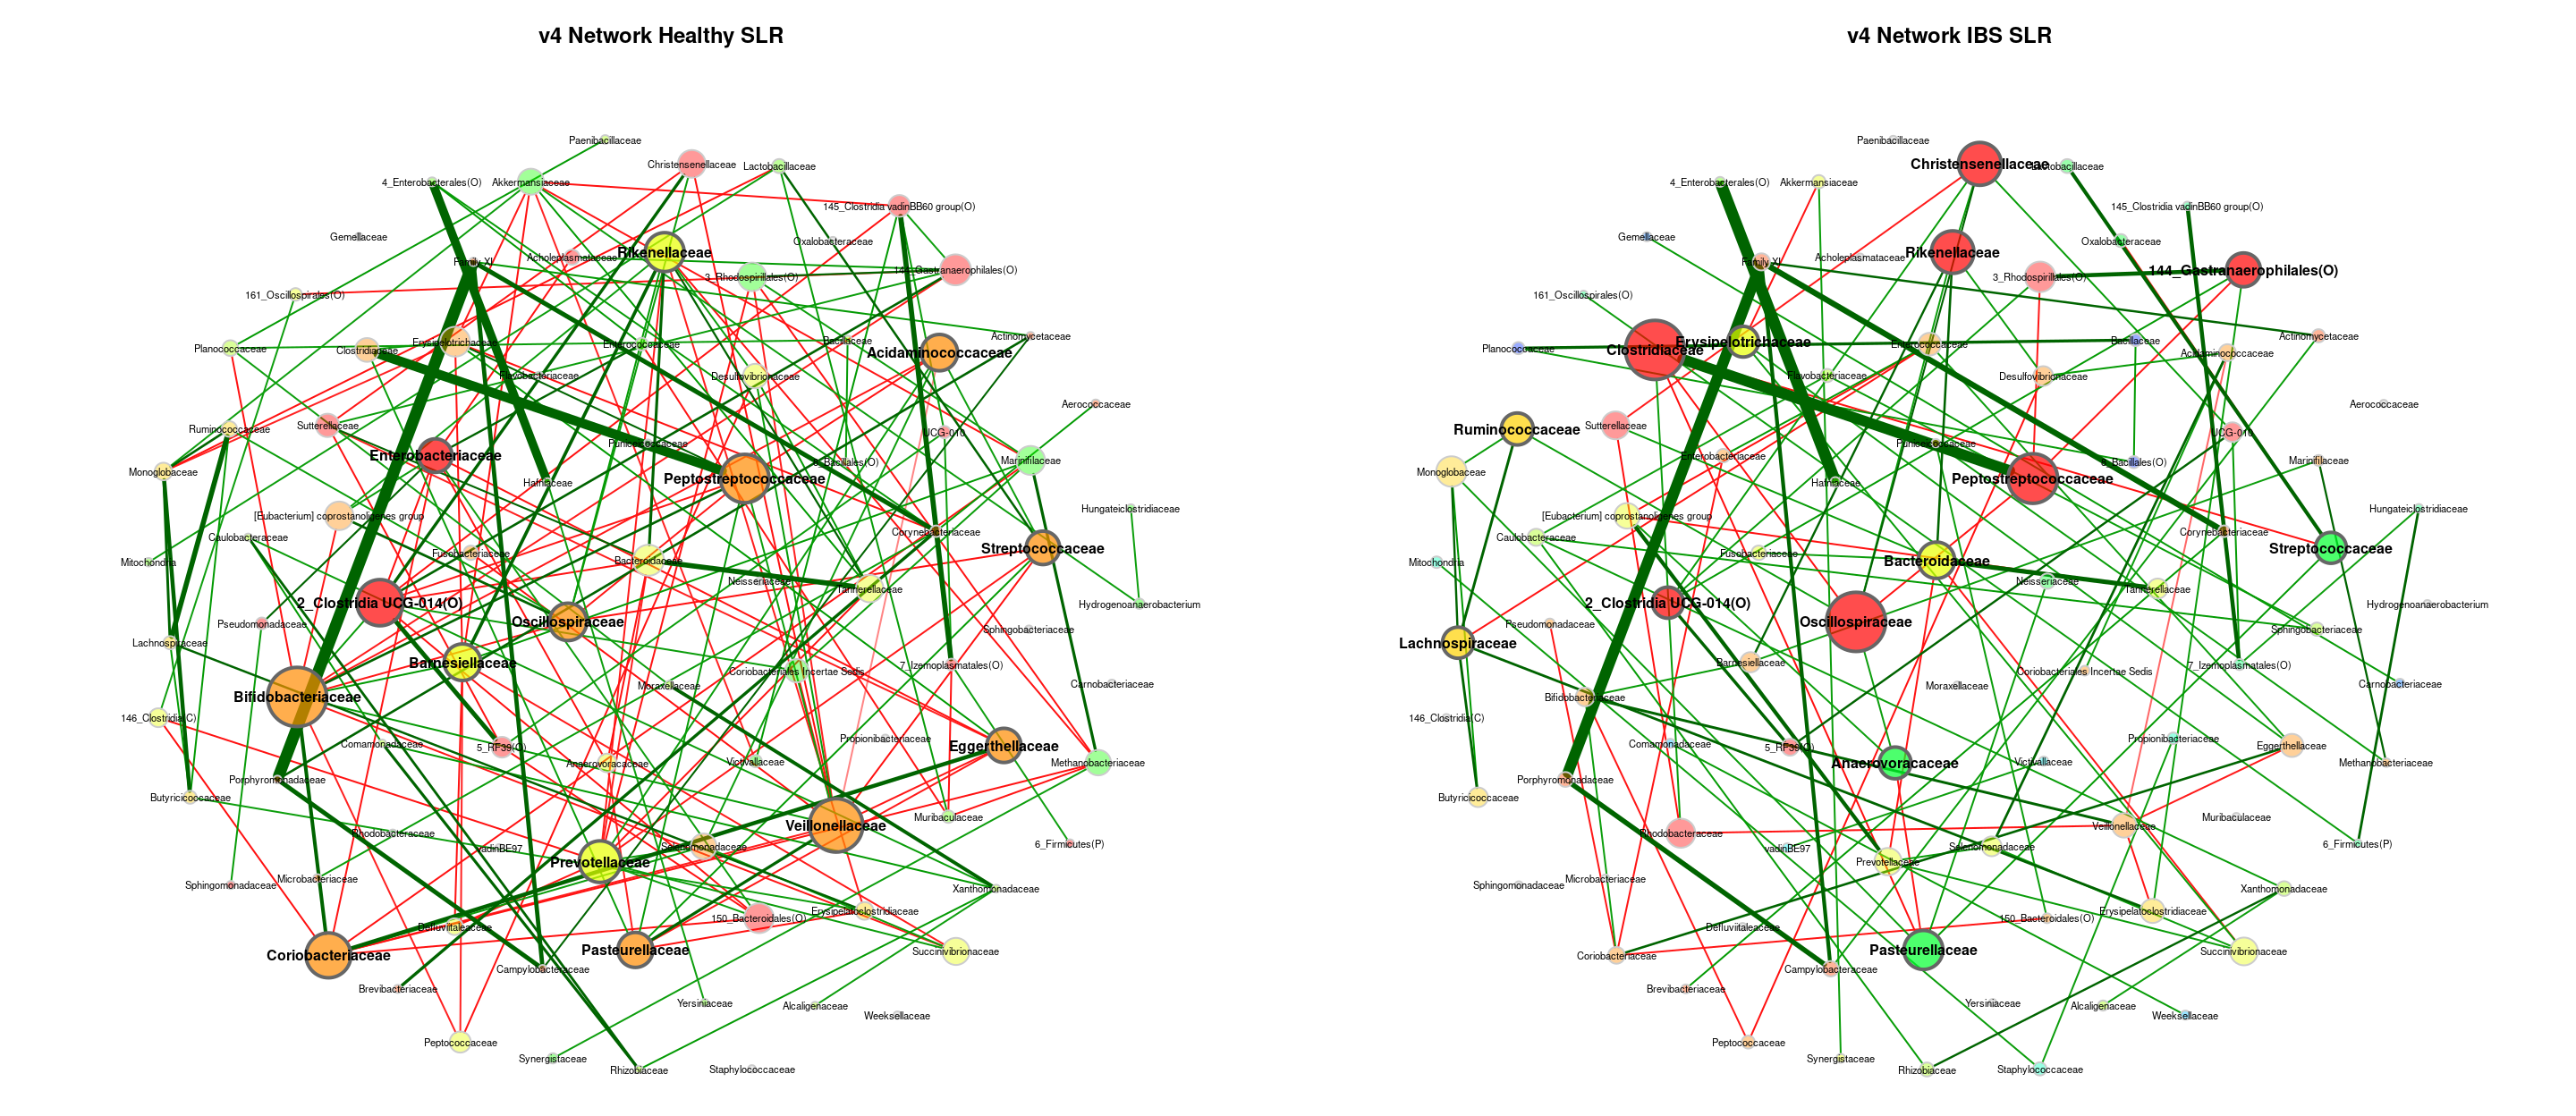 v4 Network Healthy SLR
Paenibacillaceae
Christensenellaceae
Lactobacillaceae
4_Enterobacterales(O)
Akkermansiaceae
145_Clostridia vadinBB60 group(O)
Gemellaceae
Oxalobacteraceae
Rikenellaceae
Acholeplasmataceae
Family XI
144_Gastranaerophilales(O)
3_Rhodospirillales(O)
161_Oscillospirales(O)
Actinomycetaceae
Planococcaceae
Clostridiaceae
Erysipelotrichaceae
Enterococcaceae
Bacillaceae
Acidaminococcaceae
Flavobacteriaceae
Desulfovibrionaceae
Aerococcaceae
Ruminococcaceae
Sutterellaceae
UCG-010
Puniceicoccaceae
Enterobacteriaceae
8_Bacillales(O)
Marinifilaceae
Monoglobaceae
Peptostreptococcaceae
Hafniaceae
Hungateiclostridiaceae
[Eubacterium] coprostanoligenes group
Caulobacteraceae
Corynebacteriaceae
Streptococcaceae
Fusobacteriaceae
Mitochondria
Bacteroidaceae
Neisseriaceae
Tannerellaceae
2_Clostridia UCG-014(O)
Hydrogenoanaerobacterium
Pseudomonadaceae
Oscillospiraceae
Sphingobacteriaceae
Lachnospiraceae
Barnesiellaceae
7_Izemoplasmatales(O)
Coriobacteriales Incertae Sedis
Moraxellaceae
Carnobacteriaceae
Bifidobacteriaceae
146_Clostridia(C)
Comamonadaceae
5_RF39(O)
Propionibacteriaceae
Eggerthellaceae
Anaerovoracaceae
Victivallaceae
Methanobacteriaceae
Porphyromonadaceae
Butyricicoccaceae
Muribaculaceae
Veillonellaceae
Rhodobacteraceae
6_Firmicutes(P)
vadinBE97
Selenomonadaceae
Prevotellaceae
Microbacteriaceae
Sphingomonadaceae
Xanthomonadaceae
Erysipelatoclostridiaceae
150_Bacteroidales(O)
Defluviitaleaceae
Pasteurellaceae
Succinivibrionaceae
Coriobacteriaceae
Campylobacteraceae
Brevibacteriaceae
Yersiniaceae
Alcaligenaceae
Weeksellaceae
Peptococcaceae
Synergistaceae
Rhizobiaceae
Staphylococcaceae
v4 Network IBS SLR
Paenibacillaceae
Christensenellaceae
Lactobacillaceae
4_Enterobacterales(O)
Akkermansiaceae
145_Clostridia vadinBB60 group(O)
Gemellaceae
Oxalobacteraceae
Rikenellaceae
Acholeplasmataceae
Family XI
144_Gastranaerophilales(O)
3_Rhodospirillales(O)
161_Oscillospirales(O)
Actinomycetaceae
Planococcaceae
Clostridiaceae
Erysipelotrichaceae
Enterococcaceae
Bacillaceae
Acidaminococcaceae
Flavobacteriaceae
Desulfovibrionaceae
Aerococcaceae
Ruminococcaceae
Sutterellaceae
UCG-010
Puniceicoccaceae
Enterobacteriaceae
8_Bacillales(O)
Marinifilaceae
Monoglobaceae
Peptostreptococcaceae
Hafniaceae
Hungateiclostridiaceae
[Eubacterium] coprostanoligenes group
Caulobacteraceae
Corynebacteriaceae
Streptococcaceae
Fusobacteriaceae
Mitochondria
Bacteroidaceae
Neisseriaceae
Tannerellaceae
2_Clostridia UCG-014(O)
Hydrogenoanaerobacterium
Pseudomonadaceae
Oscillospiraceae
Sphingobacteriaceae
Lachnospiraceae
Barnesiellaceae
7_Izemoplasmatales(O)
Coriobacteriales Incertae Sedis
Moraxellaceae
Carnobacteriaceae
Bifidobacteriaceae
146_Clostridia(C)
Comamonadaceae
5_RF39(O)
Propionibacteriaceae
Eggerthellaceae
Anaerovoracaceae
Victivallaceae
Methanobacteriaceae
Porphyromonadaceae
Butyricicoccaceae
Muribaculaceae
Veillonellaceae
Rhodobacteraceae
6_Firmicutes(P)
vadinBE97
Selenomonadaceae
Prevotellaceae
Microbacteriaceae
Sphingomonadaceae
Xanthomonadaceae
Erysipelatoclostridiaceae
150_Bacteroidales(O)
Defluviitaleaceae
Pasteurellaceae
Succinivibrionaceae
Coriobacteriaceae
Campylobacteraceae
Brevibacteriaceae
Yersiniaceae
Alcaligenaceae
Weeksellaceae
Peptococcaceae
Synergistaceae
Rhizobiaceae
Staphylococcaceae